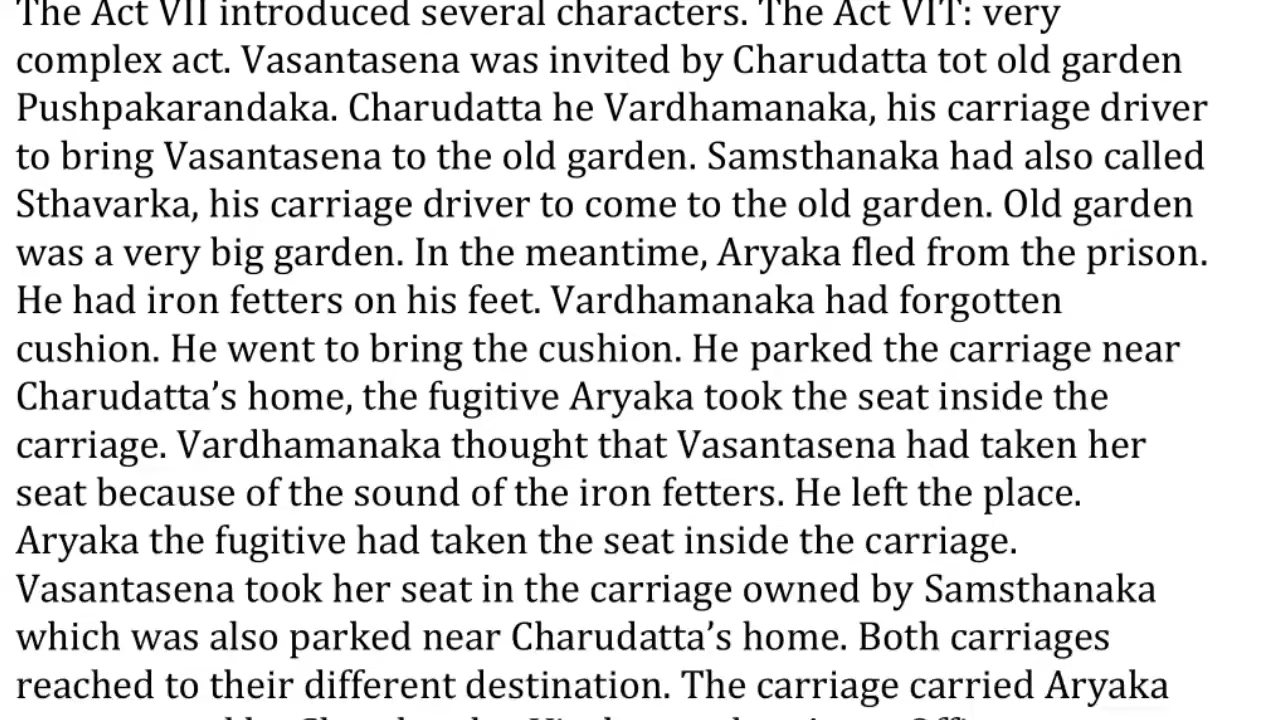 The Act VII introduced several characters. The Act VIT: very
complex act. Vasantasena was invited by Charudatta tot old garden
Pushpakarandaka. Charudatta he Vardhamanaka, his carriage driver
to bring Vasantasena to the old garden. Samsthanaka had also called
Sthavarka, his carriage driver to come to the old garden. Old garden
was a very big garden. In the meantime, Aryaka fled from the prison.
He had iron fetters on his feet. Vardhamanaka had forgotten
cushion. He went to bring the cushion. He parked the carriage near
Charudatta’s home, the fugitive Aryaka took the seat inside the
carriage. Vardhamanaka thought that Vasantasena had taken her
seat because of the sound of the iron fetters. He left the place.
Aryaka the fugitive had taken the seat inside the carriage.
Vasantasena took her seat in the carriage owned by Samsthanaka
which was also parked near Charudatta’s home. Both carriages
reached to their different destination. The carriage carried Aryaka